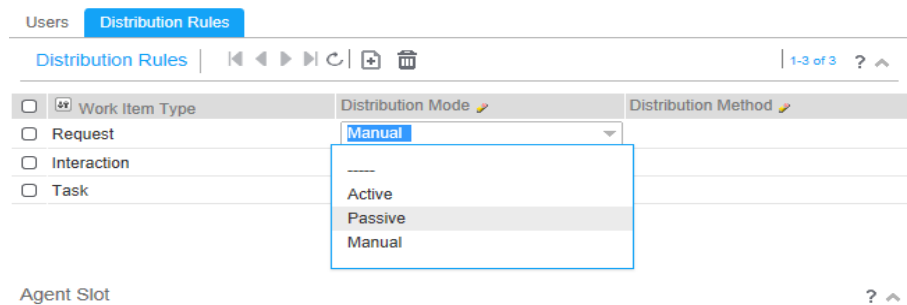 Users Distribution Rules
Distribution Rules 1-3 of 3 ?
Work Item Type Distribution Mode Distribution Method
Request Manual
Interaction
-----
Task
Active
Passive
Manual
Agent Slot ?